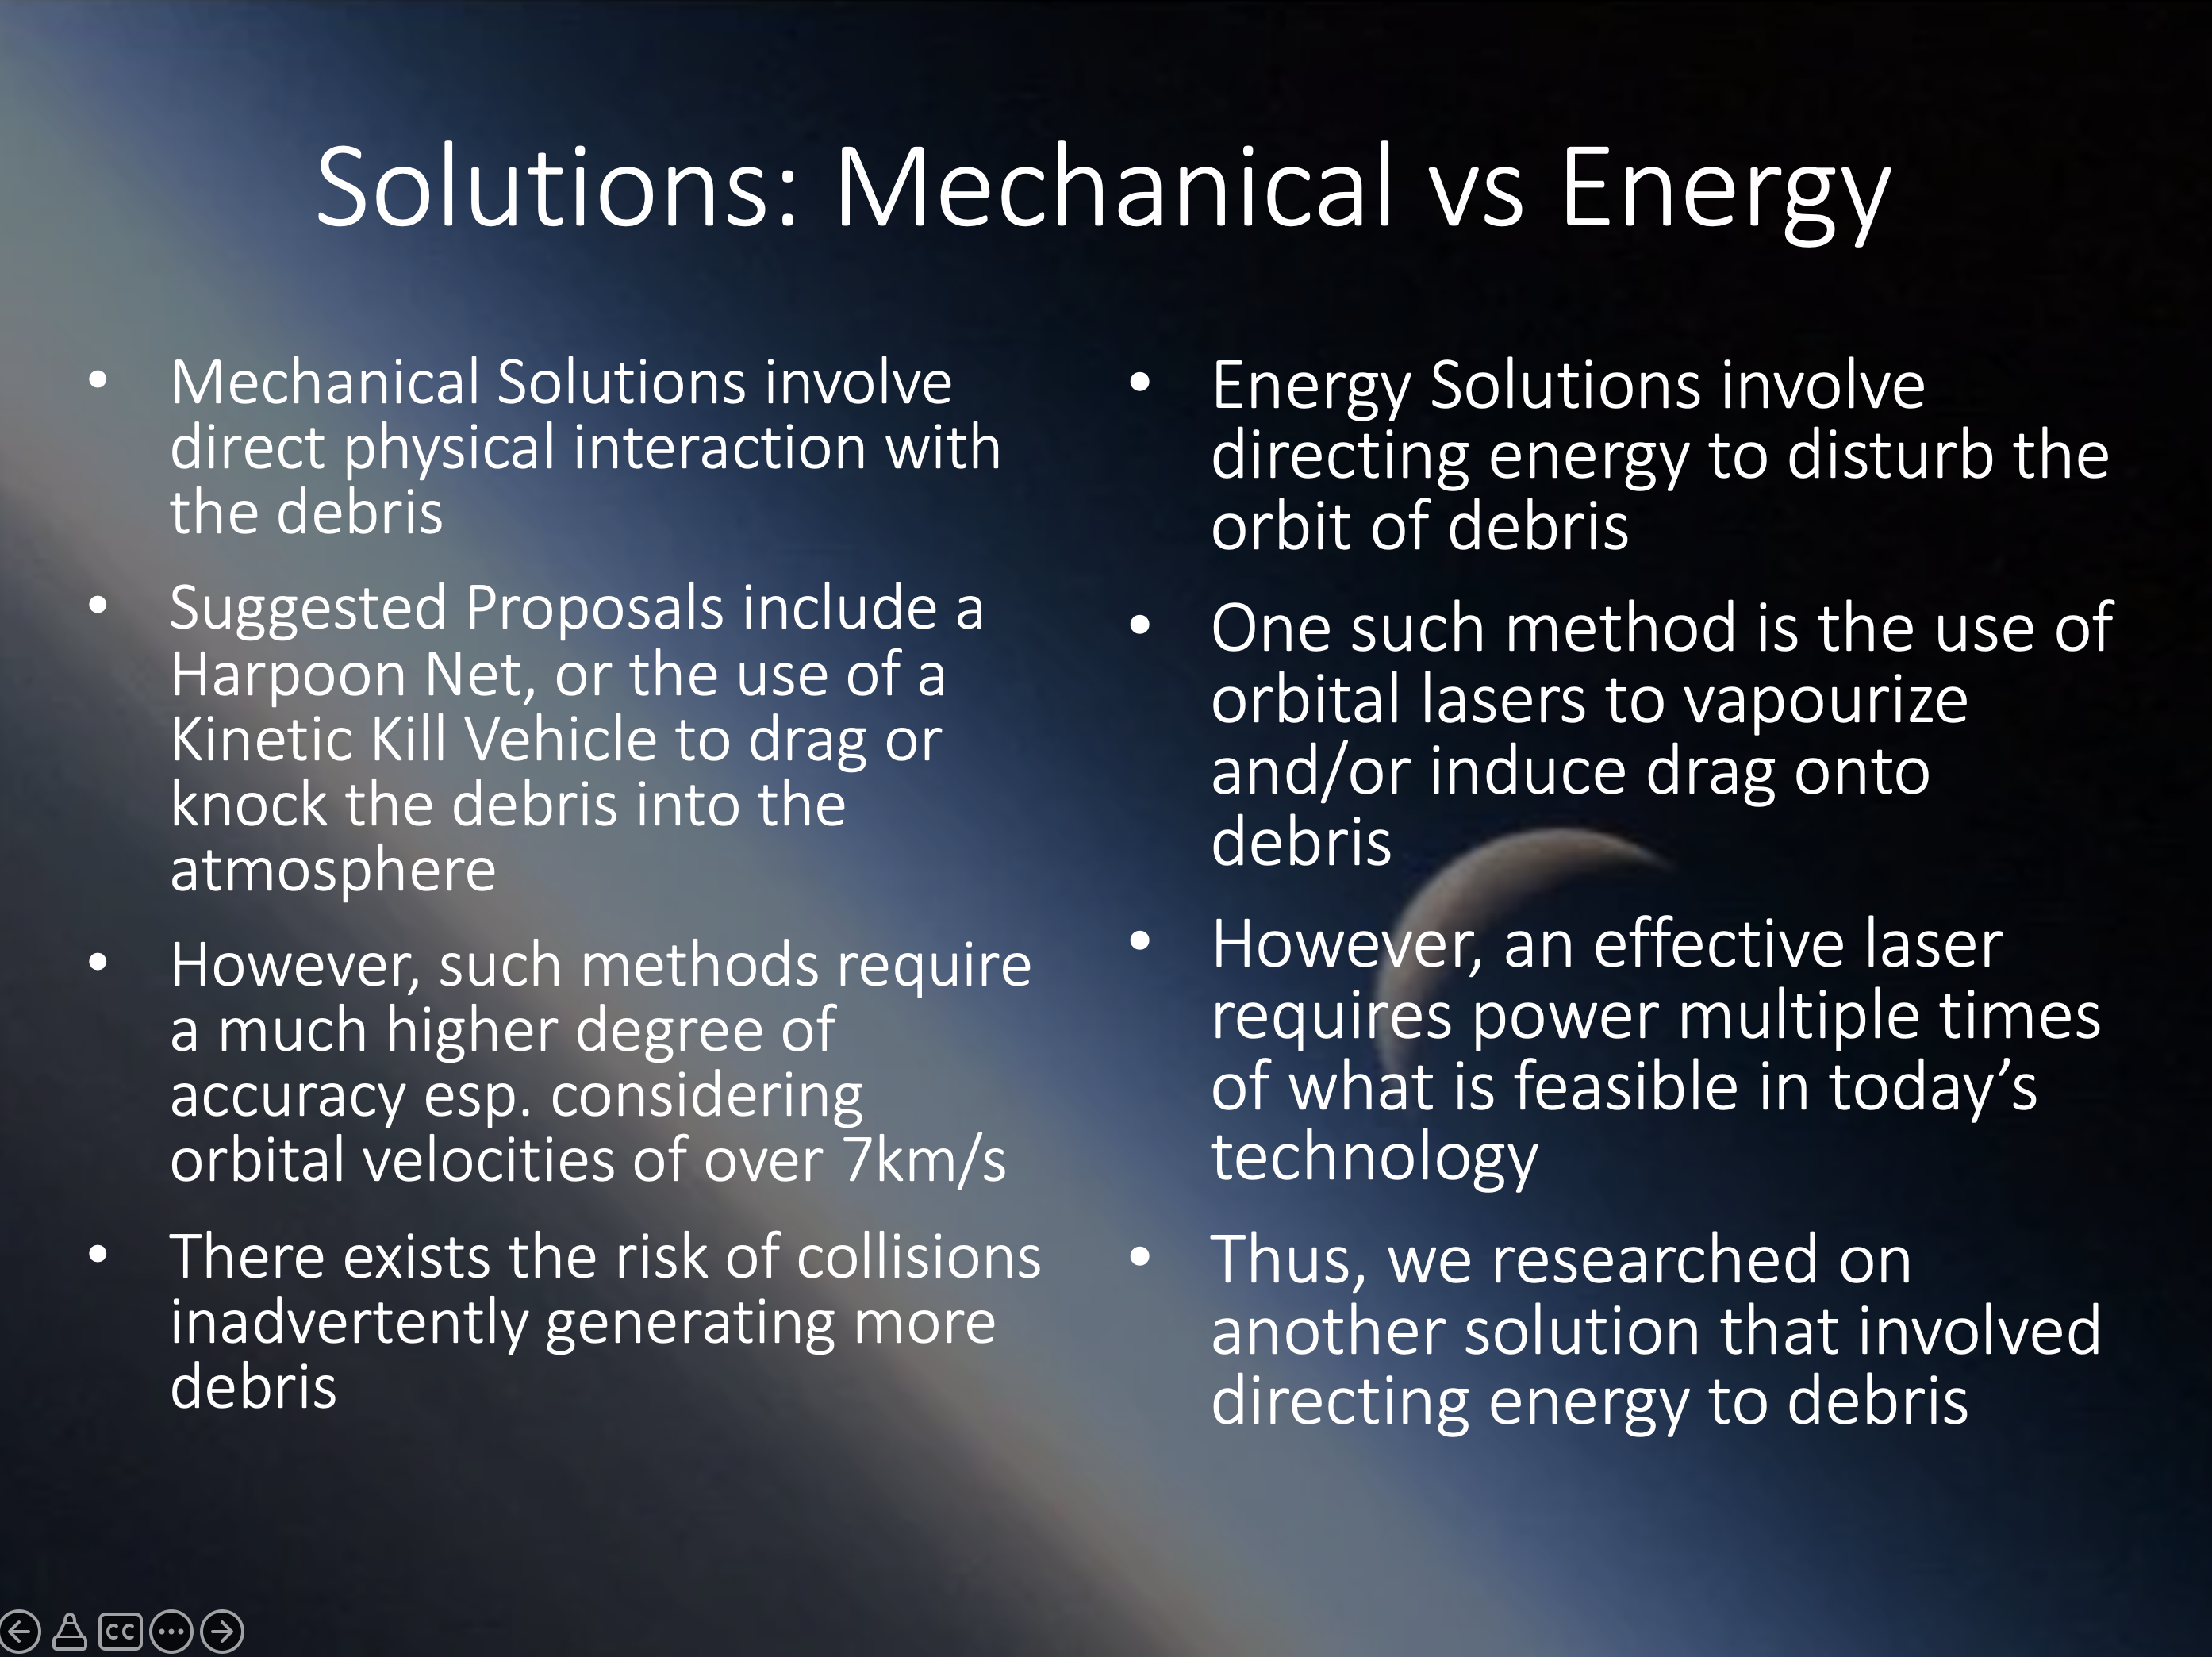 Solutions: Mechanical vs Energy
• Mechanical Solutions involve
direct physical interaction with
the debris
• Suggested Proposals include a
Harpoon Net, or the use of a
Kinetic Kill Vehicle to drag or
knock the debris into the
atmosphere
• However, such methods require
a much higher degree of
accuracy esp. considering
orbital velocities of over 7km/s
• There exists the risk of collisions
inadvertently generating more
debris
• Energy Solutions involve
directing energy to disturb the
orbit of debris
• One such method is the use of
orbital lasers to vapourize
and/or induce drag onto
debris
• However, an effective laser
requires power multiple times
of what is feasible in today’s
technology
• Thus, we researched on
another solution that involved
directing energy to debris
CC